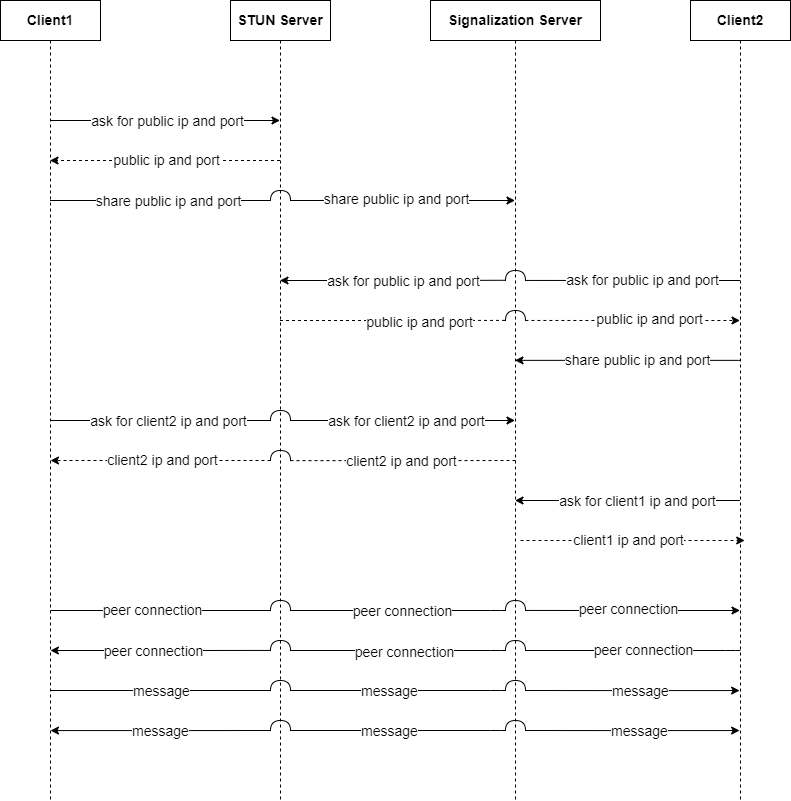 Client1
STUN Server
Signalization Server
Client2
ask for public ip and port
public ip and port
share public ip and port
share public ip and port
ask for public ip and port
ask for public ip and port
public ip and port
public ip and port
share public ip and port
ask for client2 ip and port
ask for client2 ip and port
client2 ip and port
client2 ip and port
ask for client1 ip and port
client1 ip and port
peer connection
peer connection
peer connection
peer connection
peer connection
peer connection
message
message
message
message
message
message